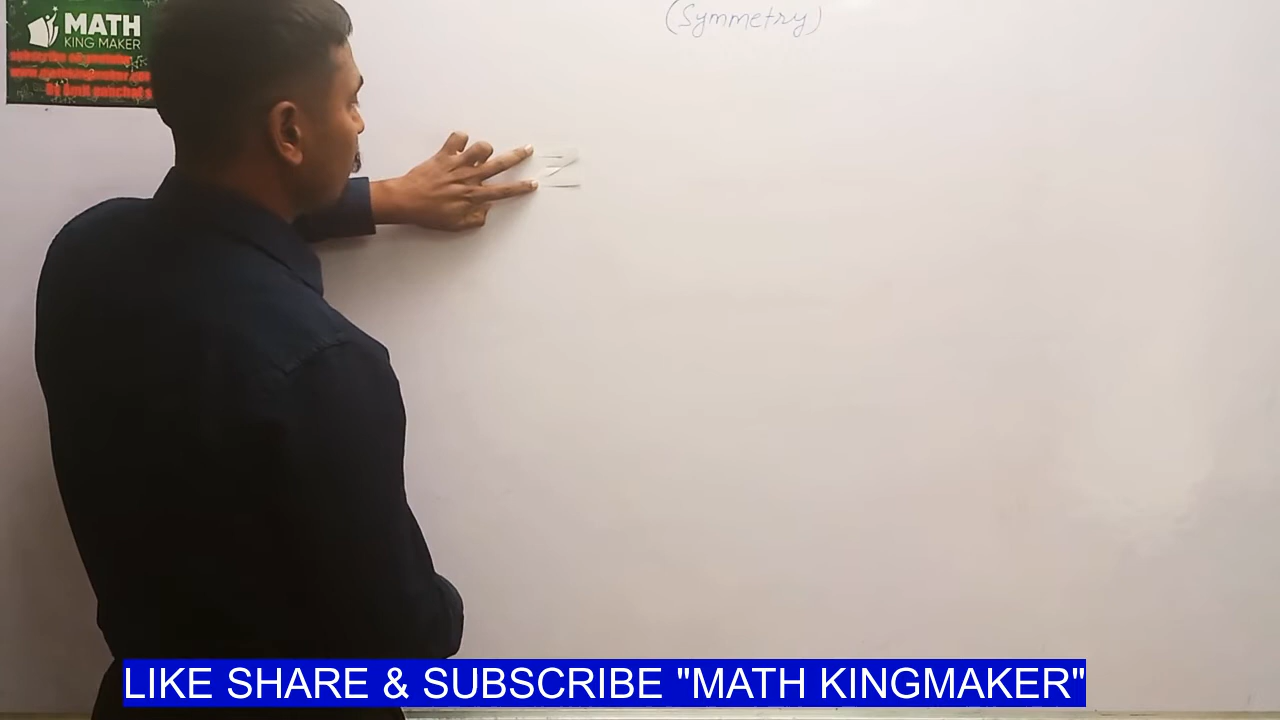 MATH
KING MAKER
(Symmetry)
LIKE SHARE & SUBSCRIBE "MATH KINGMAKER"